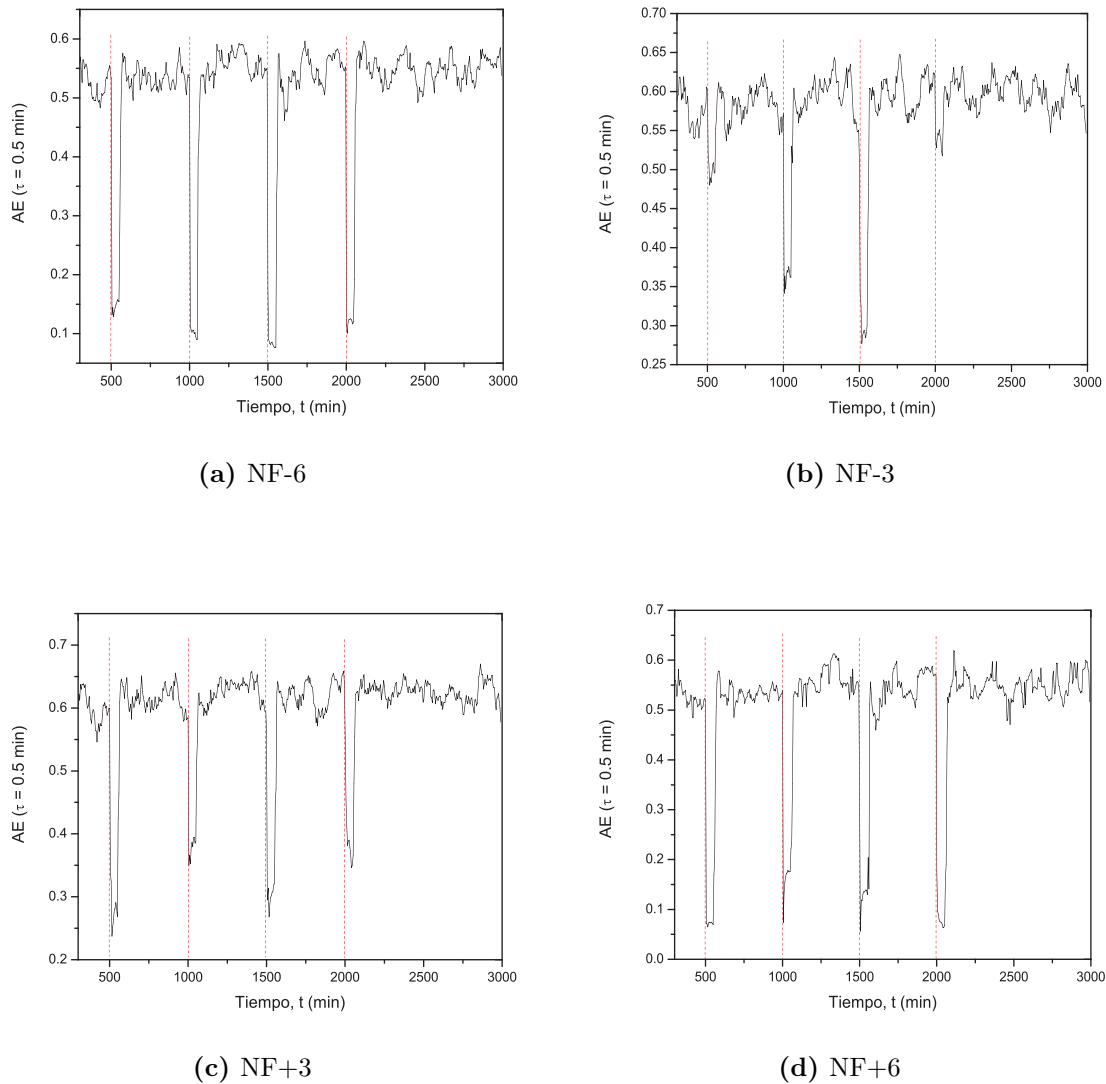 0.6
0.5
0.4
0.3
0.2
0.1
AE (τ = 0.5 min)
500 1000 1500 2000 2500 3000
Tiempo, t (min)
(a) NF-6
0.70
0.65
0.60
0.55
0.50
0.45
0.40
0.35
0.30
0.25
AE (τ = 0.5 min)
500 1000 1500 2000 2500 3000
Tiempo, t (min)
(b) NF-3
0.7
0.6
0.5
0.4
0.3
0.2
AE (τ = 0.5 min)
500 1000 1500 2000 2500 3000
Tiempo, t (min)
(c) NF+3
0.7
0.6
0.5
0.4
0.3
0.2
0.1
0.0
AE (τ = 0.5 min)
500 1000 1500 2000 2500 3000
Tiempo, t (min)
(d) NF+6